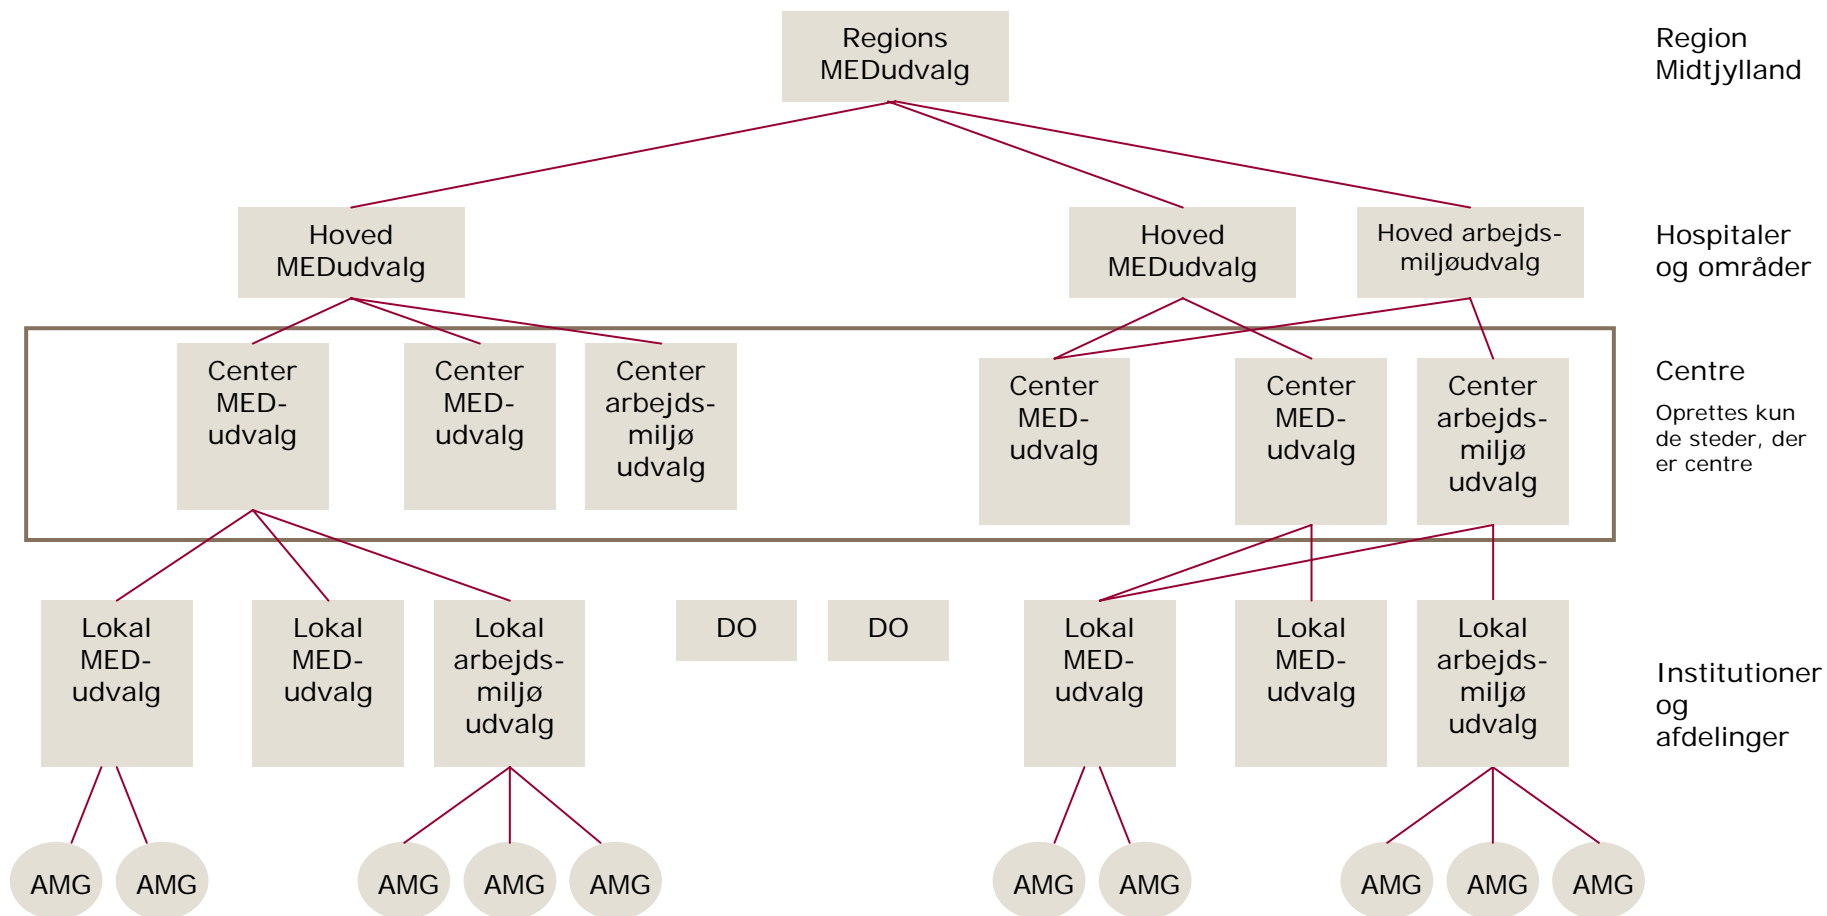 Regions
MEDudvalg
Region
Midtjylland
Hoved
MEDudvalg
Hoved
MEDudvalg
Hoved arbejds-
miljøudvalg
Hospitaler
og områder
Center
MED-
udvalg
Center
MED-
udvalg
Center
arbejds-
miljø
udvalg
Center
MED-
udvalg
Center
MED-
udvalg
Center
arbejds-
miljø
udvalg
Centre
Oprettes kun
de steder, der
er centre
Lokal
MED-
udvalg
Lokal
MED-
udvalg
Lokal
arbejds-
miljø
udvalg
DO
DO
Lokal
MED-
udvalg
Lokal
MED-
udvalg
Lokal
arbejds-
miljø
udvalg
Institutioner
og
afdelinger
AMG
AMG
AMG
AMG
AMG
AMG
AMG
AMG
AMG
AMG